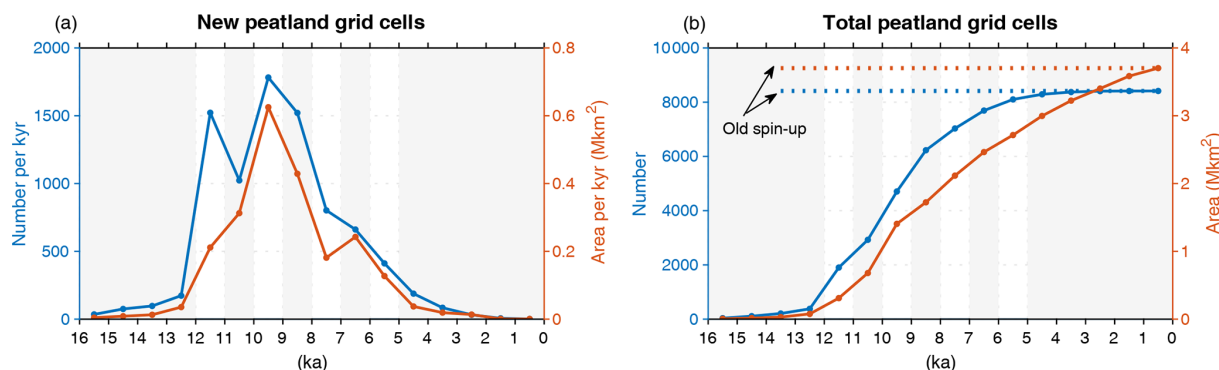 (a) New peatland grid cells
2000
1500
1000
500
0
Number per kyr
0.8
0.6
0.4
0.2
0
Area per kyr (Mkm²)
16 15 14 13 12 11 10 9 8 7 6 5 4 3 2 1 0
(ka)
(b) Total peatland grid cells
10000
8000
6000
4000
2000
0
Number
4
3
2
1
0
Area (Mkm²)
Old spin-up
16 15 14 13 12 11 10 9 8 7 6 5 4 3 2 1 0
(ka)